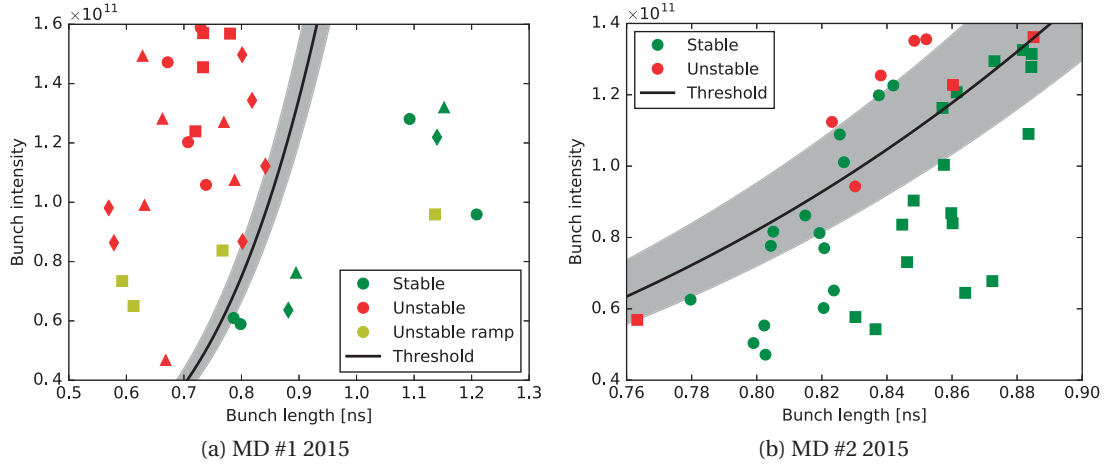 ×10¹¹
1.6
1.4
1.2
1.0
0.8
0.6
0.4
Bunch intensity
Stable
Unstable
Unstable ramp
Threshold
0.5 0.6 0.7 0.8 0.9 1.0 1.1 1.2 1.3
Bunch length [ns]
(a) MD #1 2015
×10¹¹
1.4
1.2
1.0
0.8
0.6
0.4
Bunch intensity
Stable
Unstable
Threshold
0.76 0.78 0.80 0.82 0.84 0.86 0.88 0.90
Bunch length [ns]
(b) MD #2 2015